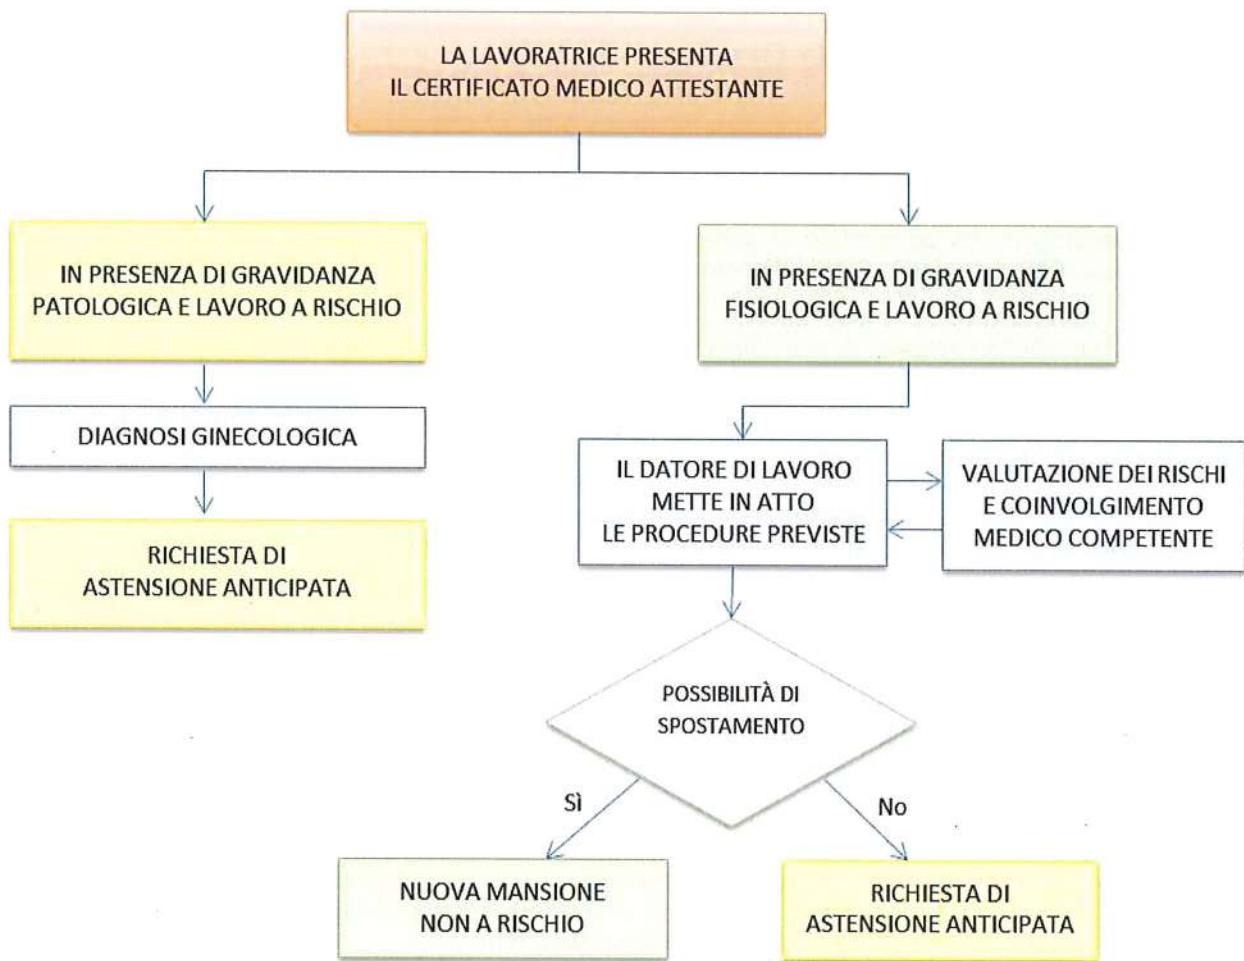 LA LAVORATRICE PRESENTA
IL CERTIFICATO MEDICO ATTESTANTE
IN PRESENZA DI GRAVIDANZA
PATOLOGICA E LAVORO A RISCHIO
IN PRESENZA DI GRAVIDANZA
FISIOLOGICA E LAVORO A RISCHIO
DIAGNOSI GINECOLOGICA
IL DATORE DI LAVORO
METTE IN ATTO
LE PROCEDURE PREVISTE
VALUTAZIONE DEI RISCHI
E COINVOLGIMENTO
MEDICO COMPETENTE
RICHIESTA DI
ASTENSIONE ANTICIPATA
POSSIBILITÀ DI
SPOSTAMENTO
Sì
No
NUOVA MANSIONE
NON A RISCHIO
RICHIESTA DI
ASTENSIONE ANTICIPATA